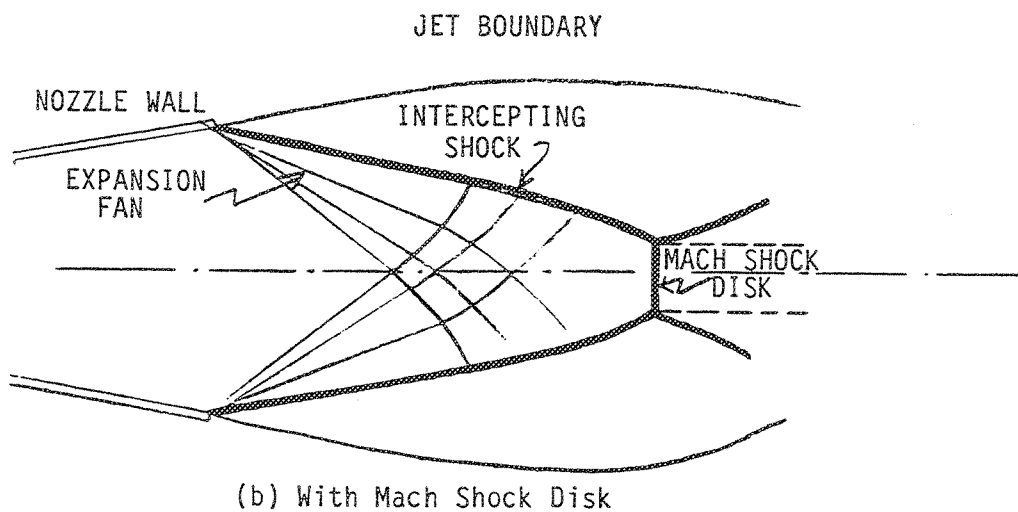 JET BOUNDARY
NOZZLE WALL
INTERCEPTING
SHOCK
EXPANSION
FAN
MACH SHOCK
DISK
(b) With Mach Shock Disk